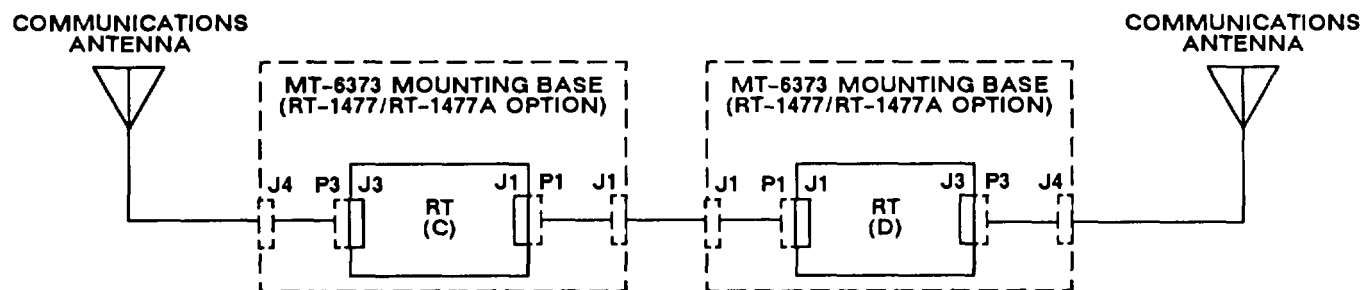 COMMUNICATIONS
ANTENNA
COMMUNICATIONS
ANTENNA
MT-6373 MOUNTING BASE
(RT-1477/RT-1477A OPTION)
MT-6373 MOUNTING BASE
(RT-1477/RT-1477A OPTION)
J4 P3 J3 J1 P1 J1 J1 P1 J1 J3 P3 J4
RT
(C)
RT
(D)